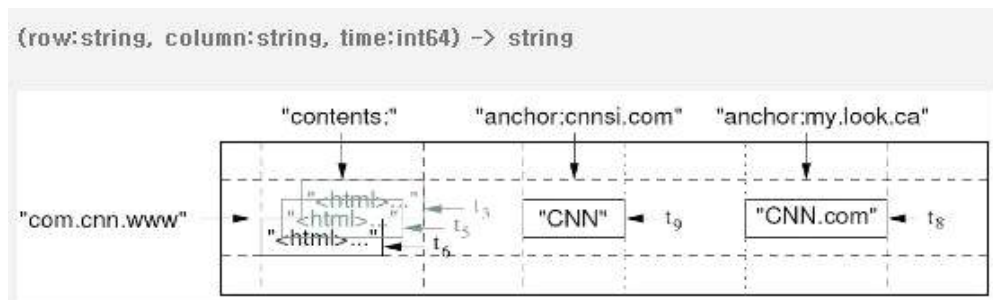 (row:string, column:string, time:int64) -> string
"contents:" "anchor:cnnsi.com" "anchor:my.look.ca"
"<html>..." t3
"com.cnn.www" "<html>..." t5 "CNN" t9 "CNN.com" t8
"<html>..." t6